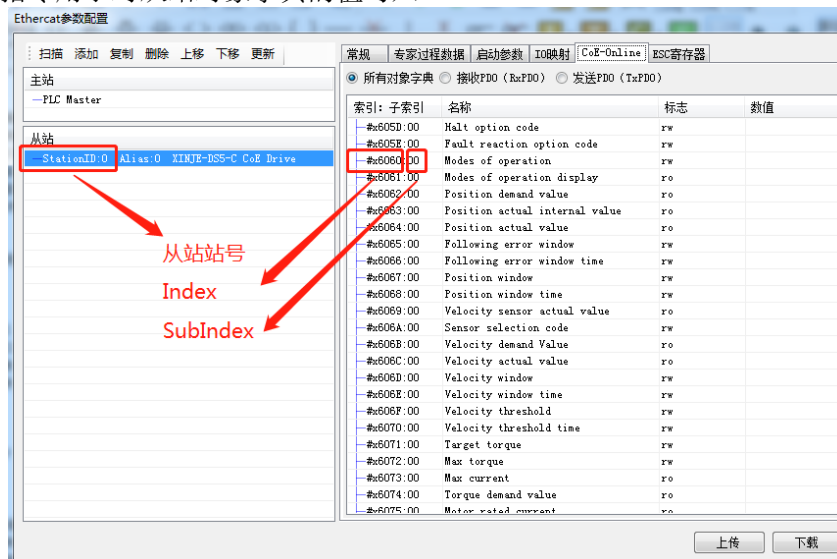 Ethercat参数配置
扫描 添加 复制 删除 上移 下移 更新
主站
PLC Master
从站
StationID:0 Alias:0 XINJE-DS5-C CoE Drive
从站站号
Index
SubIndex
常规 专家过程数据 启动参数 IO映射 CoE-Online ESC寄存器
所有对象字典 接收PDO (RxPDO) 发送PDO (TxPDO)
索引: 子索引 名称 标志 数值
#x605D:00 Halt option code rw
#x605E:00 Fault reaction option code rw
#x6060:00 Modes of operation rw
#x6061:00 Modes of operation display ro
#x6062:00 Position demand value ro
#x6063:00 Position actual internal value ro
#x6064:00 Position actual value ro
#x6065:00 Following error window rw
#x6066:00 Following error window time rw
#x6067:00 Position window rw
#x6068:00 Position window time rw
#x6069:00 Velocity sensor actual value ro
#x606A:00 Sensor selection code rw
#x606B:00 Velocity demand Value ro
#x606C:00 Velocity actual value ro
#x606D:00 Velocity window rw
#x606E:00 Velocity window time rw
#x606F:00 Velocity threshold rw
#x6070:00 Velocity threshold time rw
#x6071:00 Target torque rw
#x6072:00 Max torque rw
#x6073:00 Max current ro
#x6074:00 Torque demand value ro
#x6075:00 Motor rated current ro
上传 下载